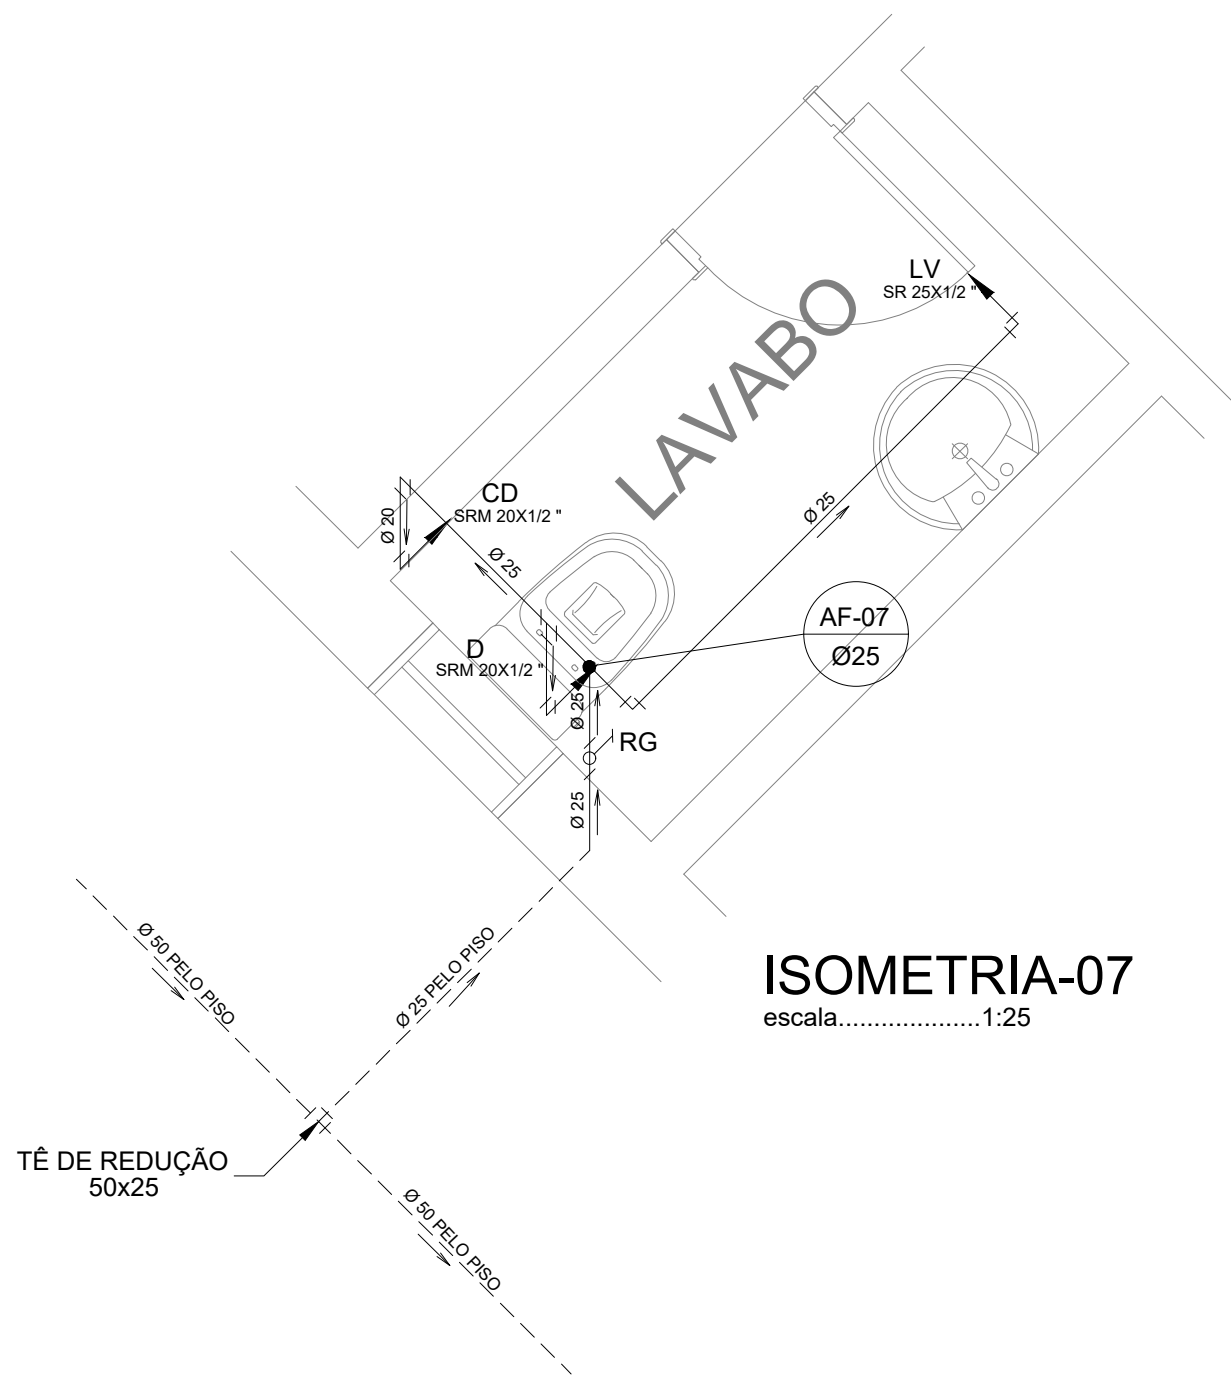 LV
SR 25X1/2 "
LAVABO
CD
SRM 20X1/2 "
Ø 20
Ø 25
Ø 25
AF-07
Ø25
D
SRM 20X1/2 "
Ø 25
RG
Ø 25
Ø 50 PELO PISO
Ø 25 PELO PISO
ISOMETRIA-07
escala....................1:25
TÊ DE REDUÇÃO
50x25
Ø 50 PELO PISO